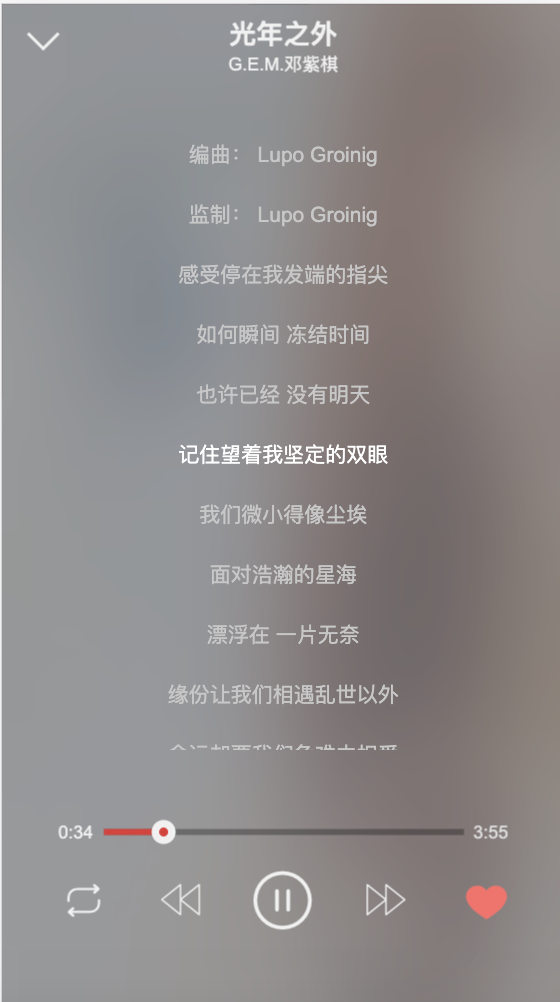 光年之外
G.E.M.邓紫棋
编曲： Lupo Groinig
监制： Lupo Groinig
感受停在我发端的指尖
如何瞬间 冻结时间
也许已经 没有明天
记住望着我坚定的双眼
我们微小得像尘埃
面对浩瀚的星海
漂浮在 一片无奈
缘份让我们相遇乱世以外
0:34
3:55